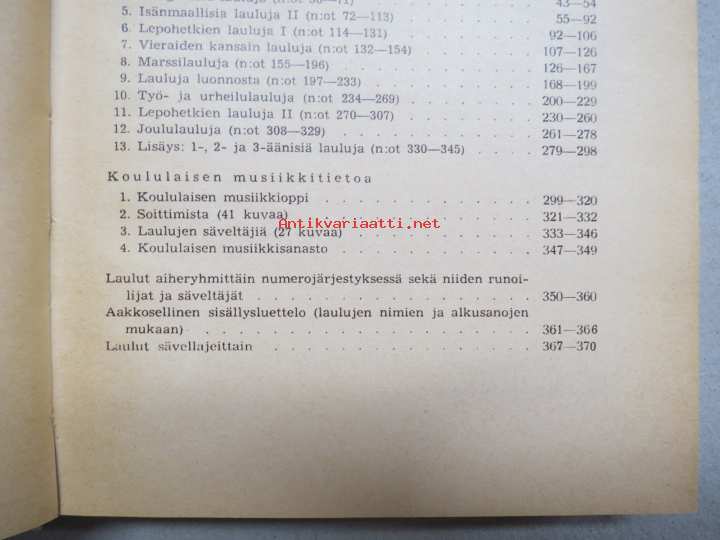 lauluja (n:ot 71) . . . . . . . . . 43—54
5. Isänmaallisia lauluja II (n:ot 72—113) . . . . . . . . 55—92
6. Lepohetkien lauluja I (n:ot 114—131) . . . . . . . . 92—106
7. Vieraiden kansain lauluja (n:ot 132—154) . . . . . . . 107—126
8. Marssilauluja (n:ot 155—196) . . . . . . . . . . 126—167
9. Lauluja luonnosta (n:ot 197—233) . . . . . . . . . 168—199
10. Työ- ja urheilulauluja (n:ot 234—269) . . . . . . . . 200—229
11. Lepohetkien lauluja II (n:ot 270—307) . . . . . . . . 230—260
12. Joululauluja (n:ot 308—329) . . . . . . . . . . 261—278
13. Lisäys: 1-, 2- ja 3-äänisiä lauluja (n:ot 330—345) . . . . . 279—298
Koululaisen musiikkitietoa
1. Koululaisen musiikkioppi . . . . . . . . . . . 299—320
2. Soittimista (41 kuvaa) . . . . . . . . . . . . 321—332
Antikvariaatti.net
3. Laulujen säveltäjiä (27 kuvaa) . . . . . . . . . . 333—346
4. Koululaisen musiikkisanasto . . . . . . . . . . 347—349
Laulut aiheryhmittäin numerojärjestyksessä sekä niiden runoi-
lijat ja säveltäjät . . . . . . . . . . . . . 350—360
Aakkosellinen sisällysluettelo (laulujen nimien ja alkusanojen
mukaan) . . . . . . . . . . . . . . . . 361—366
Laulut sävellajeittain . . . . . . . . . . . . . 367—370